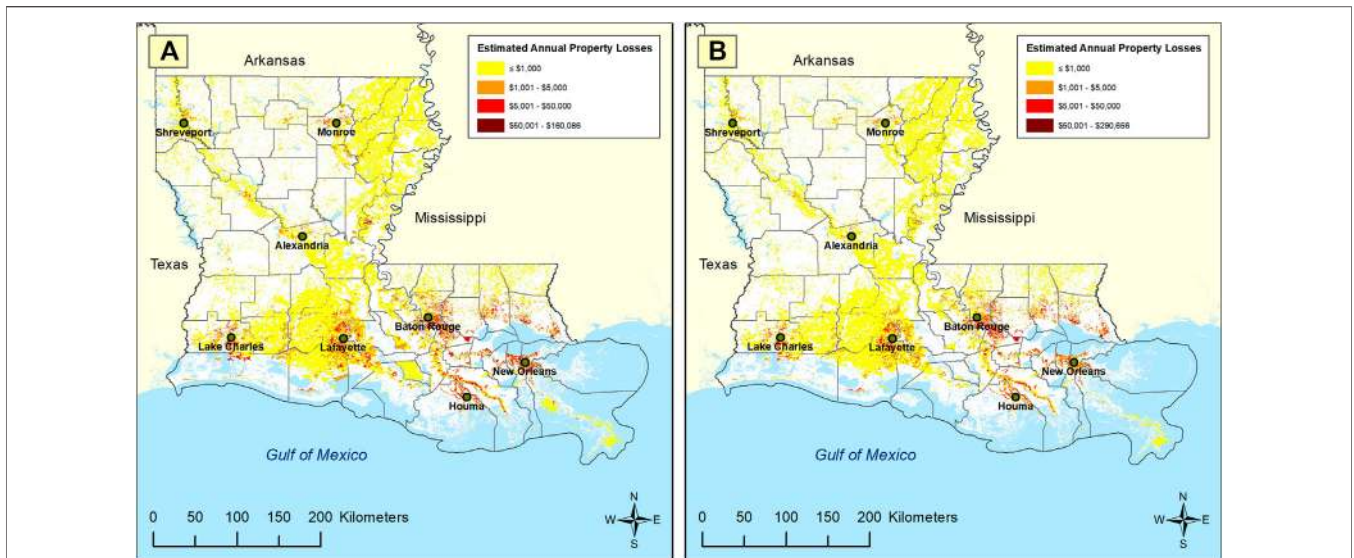 A
Arkansas
Estimated Annual Property Losses
≤ $1,000
$1,001 - $5,000
$5,001 - $50,000
$50,001 - $160,086
Shreveport
Monroe
Mississippi
Alexandria
Texas
Baton Rouge
Lake Charles
Lafayette
New Orleans
Houma
Gulf of Mexico
0 50 100 150 200 Kilometers
N
W E
S
B
Arkansas
Estimated Annual Property Losses
≤ $1,000
$1,001 - $5,000
$5,001 - $50,000
$50,001 - $290,656
Shreveport
Monroe
Mississippi
Alexandria
Texas
Baton Rouge
Lake Charles
Lafayette
New Orleans
Houma
Gulf of Mexico
0 50 100 150 200 Kilometers
N
W E
S